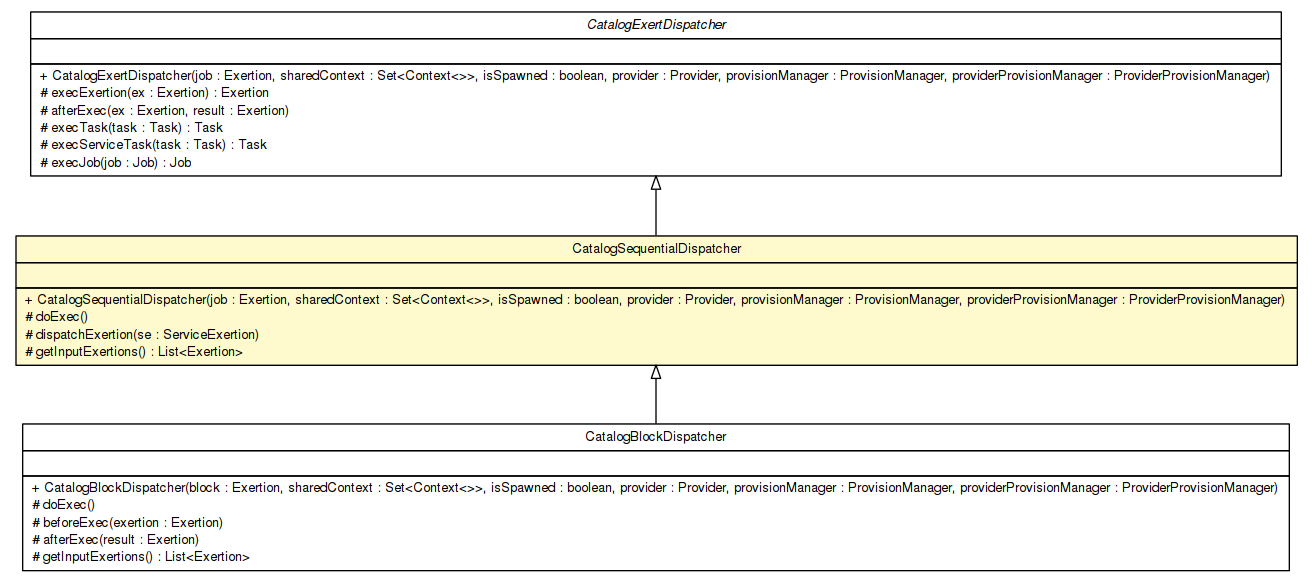 CatalogExertDispatcher
+ CatalogExertDispatcher(job : Exertion, sharedContext : Set<Context<>>, isSpawned : boolean, provider : Provider, provisionManager : ProvisionManager, providerProvisionManager : ProviderProvisionManager)
# execExertion(ex : Exertion) : Exertion
# afterExec(ex : Exertion, result : Exertion)
# execTask(task : Task) : Task
# execServiceTask(task : Task) : Task
# execJob(job : Job) : Job
CatalogSequentialDispatcher
+ CatalogSequentialDispatcher(job : Exertion, sharedContext : Set<Context<>>, isSpawned : boolean, provider : Provider, provisionManager : ProvisionManager, providerProvisionManager : ProviderProvisionManager)
# doExec()
# dispatchExertion(se : ServiceExertion)
# getInputExertions() : List<Exertion>
CatalogBlockDispatcher
+ CatalogBlockDispatcher(block : Exertion, sharedContext : Set<Context<>>, isSpawned : boolean, provider : Provider, provisionManager : ProvisionManager, providerProvisionManager : ProviderProvisionManager)
# doExec()
# beforeExec(exertion : Exertion)
# afterExec(result : Exertion)
# getInputExertions() : List<Exertion>